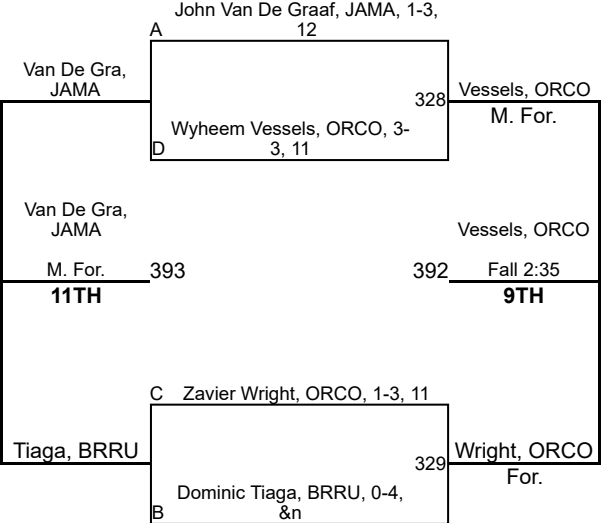 John Van De Graaf, JAMA, 1-3,
A 12
Van De Gra,
JAMA
328
Vessels, ORCO
M. For.
Wyheem Vessels, ORCO, 3-
D 3, 11
Van De Gra,
JAMA
M. For.
11TH
393
Vessels, ORCO
392
Fall 2:35
9TH
C Zavier Wright, ORCO, 1-3, 11
Tiaga, BRRU
329
Wright, ORCO
For.
Dominic Tiaga, BRRU, 0-4,
B &n